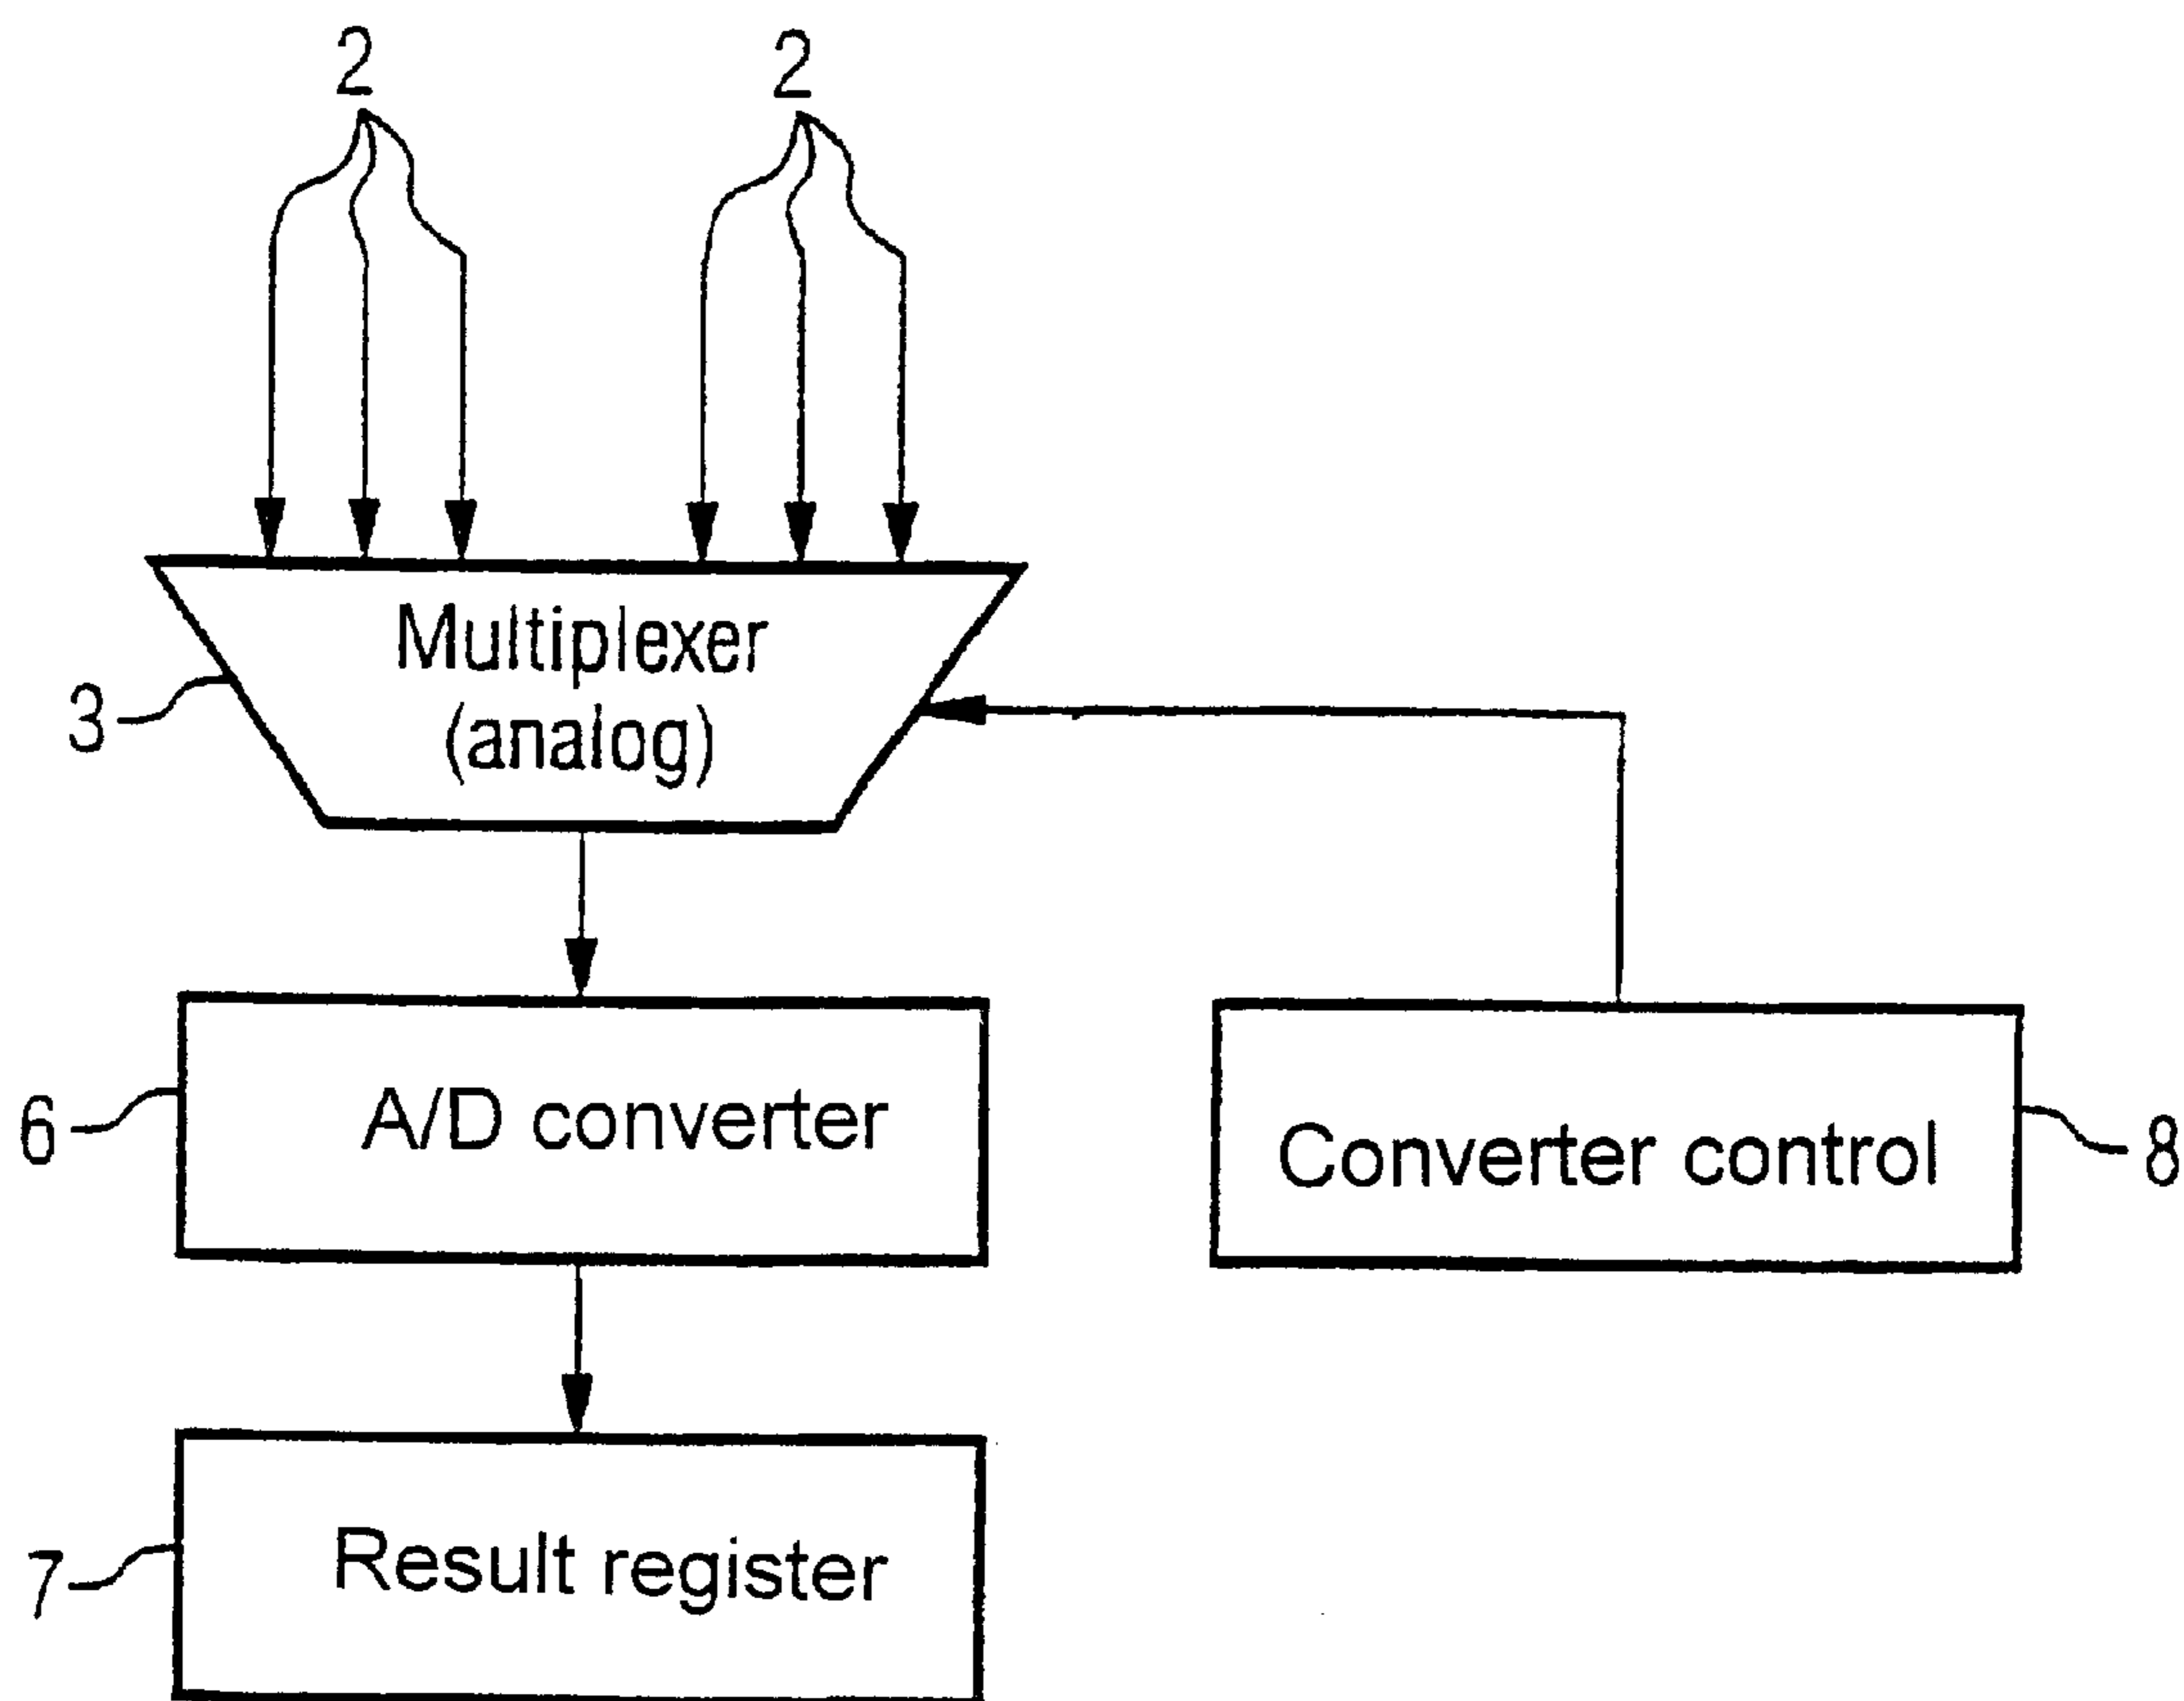 2 2
Multiplexer
(analog)
3
A/D converter
6
Converter control
8
Result register
7